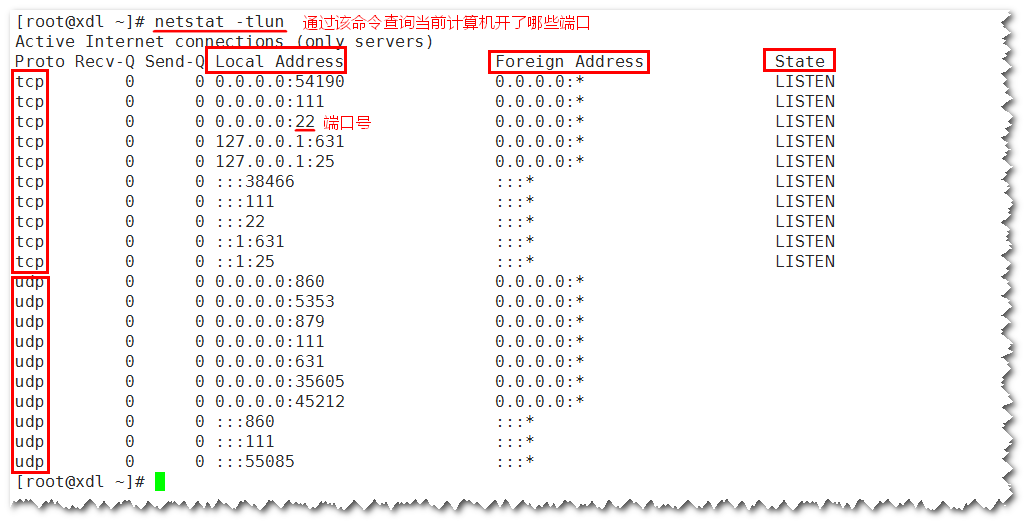 [root@xdl ~]# netstat -tlun 通过该命令查询当前计算机开了哪些端口
Active Internet connections (only servers)
Proto Recv-Q Send-Q Local Address Foreign Address State
tcp 0 0 0.0.0.0:54190 0.0.0.0:* LISTEN
tcp 0 0 0.0.0.0:111 0.0.0.0:* LISTEN
tcp 0 0 0.0.0.0:22 端口号 0.0.0.0:* LISTEN
tcp 0 0 127.0.0.1:631 0.0.0.0:* LISTEN
tcp 0 0 127.0.0.1:25 0.0.0.0:* LISTEN
tcp 0 0 :::38466 :::* LISTEN
tcp 0 0 :::111 :::* LISTEN
tcp 0 0 :::22 :::* LISTEN
tcp 0 0 ::1:631 :::* LISTEN
tcp 0 0 ::1:25 :::* LISTEN
udp 0 0 0.0.0.0:860 0.0.0.0:*
udp 0 0 0.0.0.0:5353 0.0.0.0:*
udp 0 0 0.0.0.0:879 0.0.0.0:*
udp 0 0 0.0.0.0:111 0.0.0.0:*
udp 0 0 0.0.0.0:631 0.0.0.0:*
udp 0 0 0.0.0.0:35605 0.0.0.0:*
udp 0 0 0.0.0.0:45212 0.0.0.0:*
udp 0 0 :::860 :::*
udp 0 0 :::111 :::*
udp 0 0 :::55085 :::*
[root@xdl ~]#